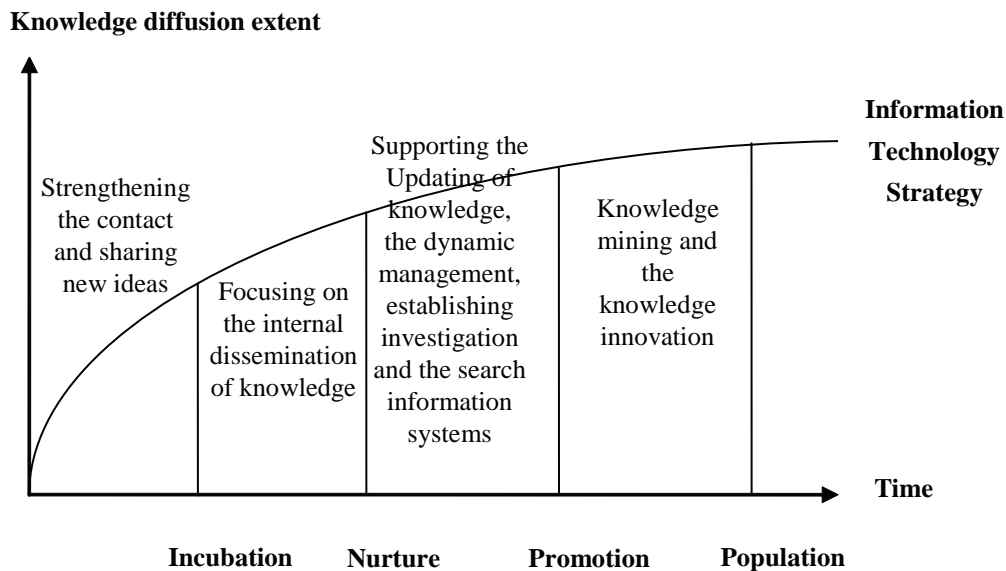 Knowledge diffusion extent
Information
Technology
Strategy
Strengthening
the contact
and sharing
new ideas
Focusing on
the internal
dissemination
of knowledge
Supporting the
Updating of
knowledge,
the dynamic
management,
establishing
investigation
and the search
information
systems
Knowledge
mining and
the
knowledge
innovation
Time
Incubation
Nurture
Promotion
Population